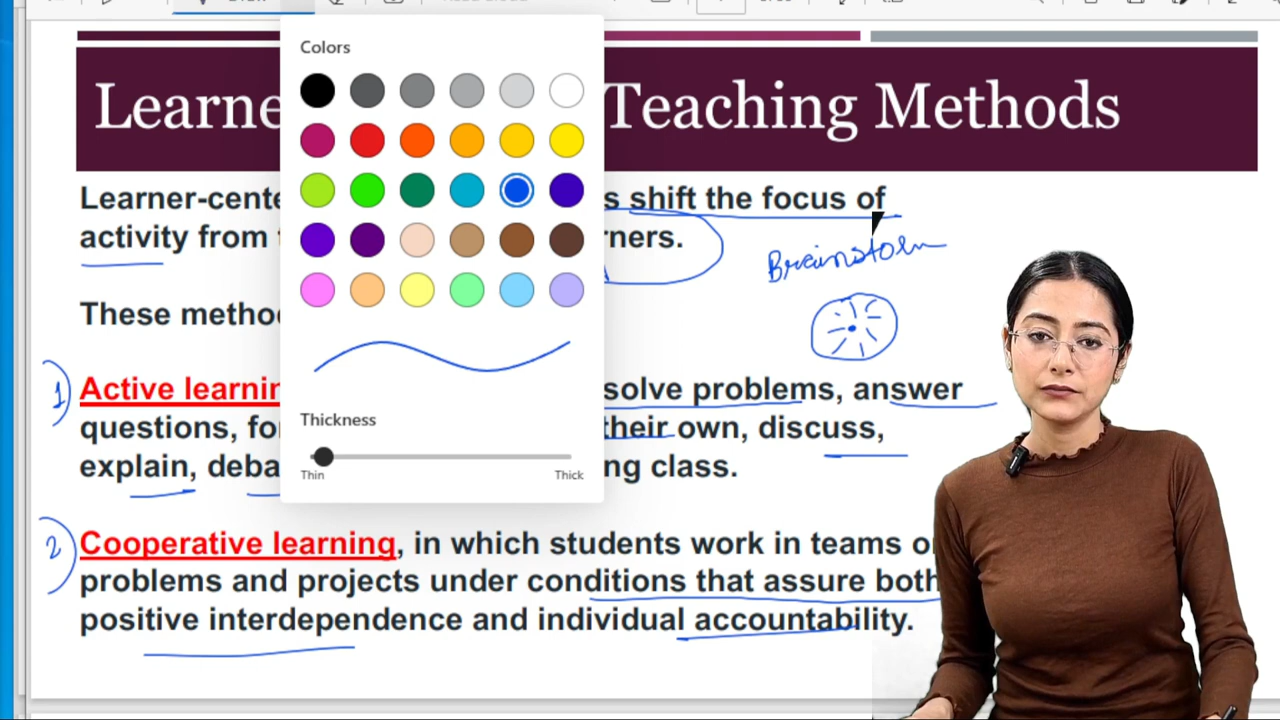 Colors
Learne Teaching Methods
Learner-cente s shift the focus of
activity from rners.
Brainstorm
These metho
Thickness
Thin Thick
1) Active learnin solve problems, answer
questions, fo their own, discuss,
explain, deba ng class.
2) Cooperative learning, in which students work in teams o
problems and projects under conditions that assure both
positive interdependence and individual accountability.